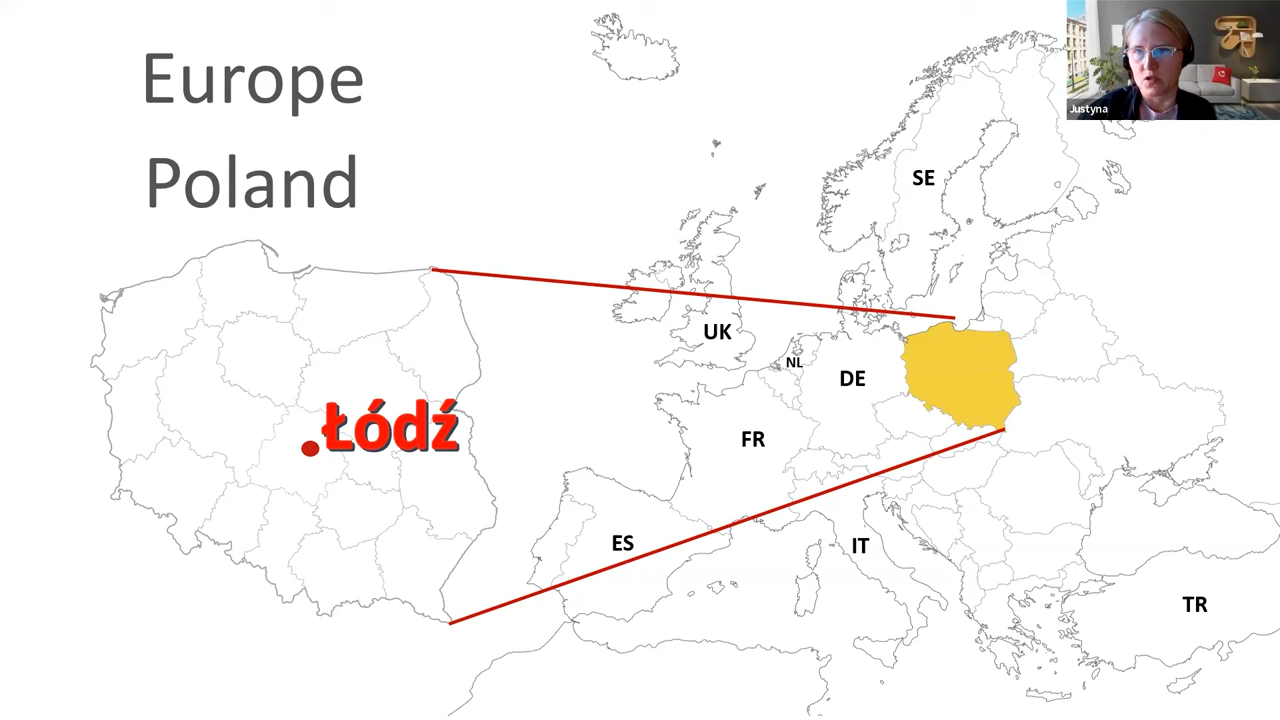 Europe
Poland
Justyna
SE
UK
NL
DE
FR
.Łódź
ES
IT
TR